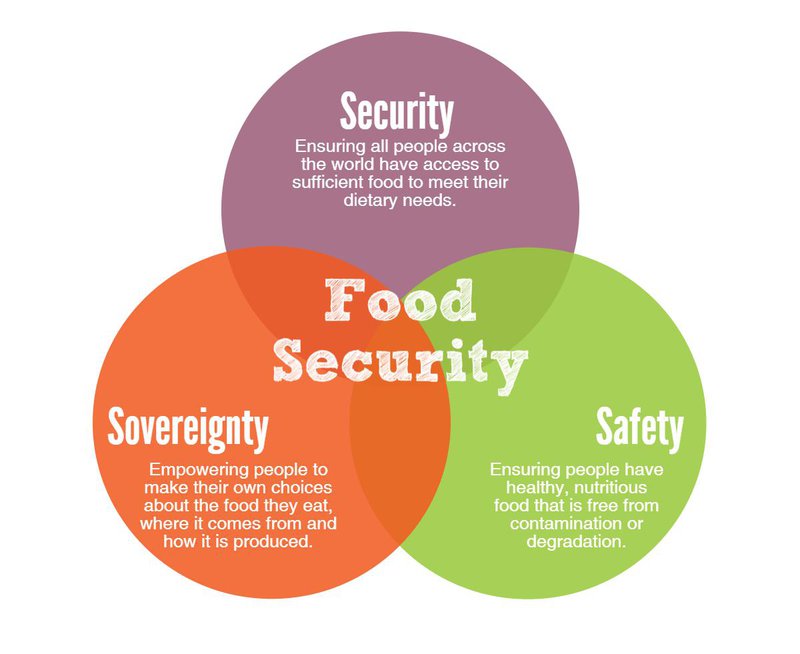 Security
Ensuring all people across
the world have access to
sufficient food to meet their
dietary needs.
Food
Security
Sovereignty
Empowering people to
make their own choices
about the food they eat,
where it comes from and
how it is produced.
Safety
Ensuring people have
healthy, nutritious
food that is free from
contamination or
degradation.